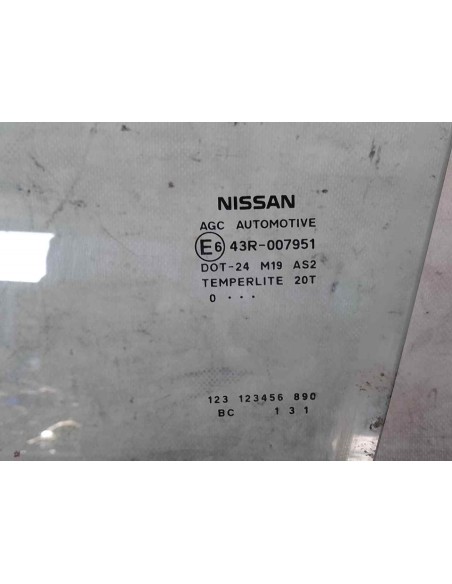 NISSAN
AGC AUTOMOTIVE
E6 43R-007951
DOT-24 M19 AS2
TEMPERLITE 20T
0 ...
123 123456 890
BC 1 3 1